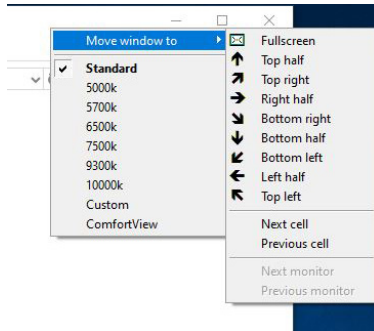 Move window to
Standard
5000k
5700k
6500k
7500k
9300k
10000k
Custom
ComfortView
Fullscreen
Top half
Top right
Right half
Bottom right
Bottom half
Bottom left
Left half
Top left
Next cell
Previous cell
Next monitor
Previous monitor